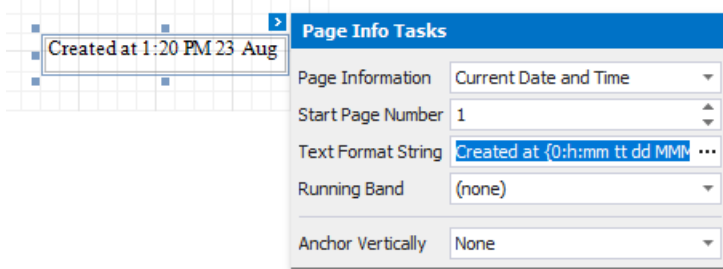 Created at 1:20 PM 23 Aug
Page Info Tasks
Page Information Current Date and Time
Start Page Number 1
Text Format String Created at {0:h:mm tt dd MMM ...
Running Band (none)
Anchor Vertically None